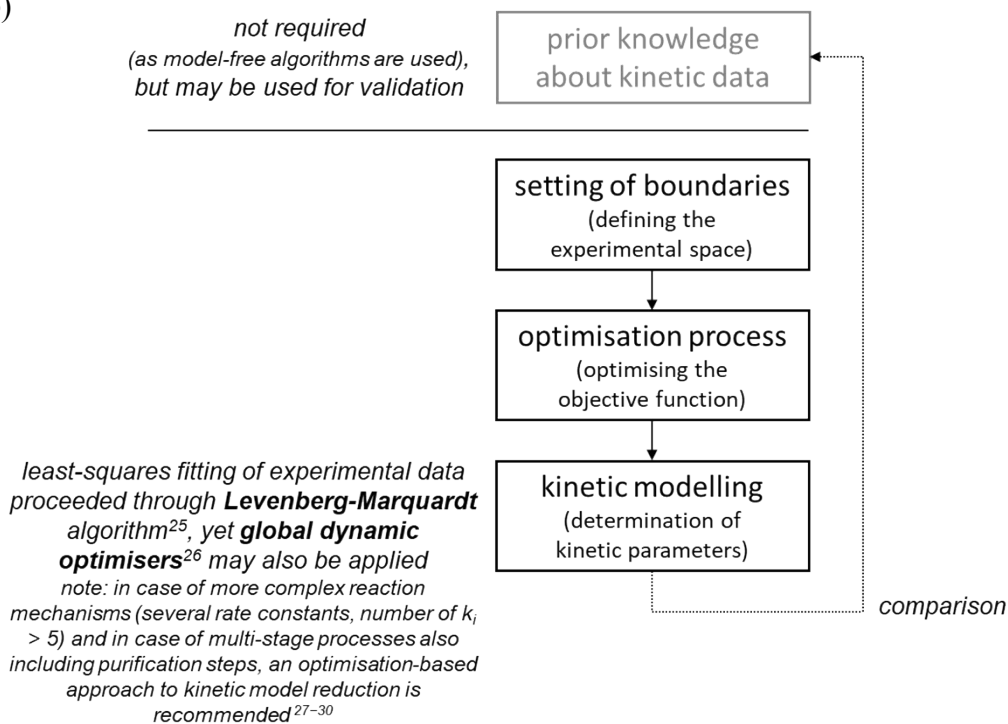 not required
(as model-free algorithms are used),
but may be used for validation
prior knowledge
about kinetic data
setting of boundaries
(defining the
experimental space)
optimisation process
(optimising the
objective function)
least-squares fitting of experimental data
proceeded through Levenberg-Marquardt
algorithm25, yet global dynamic
optimisers26 may also be applied
note: in case of more complex reaction
mechanisms (several rate constants, number of ki
> 5) and in case of multi-stage processes also
including purification steps, an optimisation-based
approach to kinetic model reduction is
recommended27–30
kinetic modelling
(determination of
kinetic parameters)
comparison